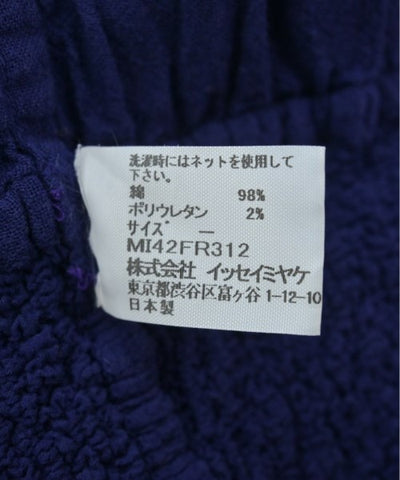 洗濯時にはネットを使用して
下さい。
綿 98%
ポリウレタン 2%
サイズ ―
MI42FR312
株式会社 イッセイミヤケ
東京都渋谷区富ヶ谷 1-12-10
日本製